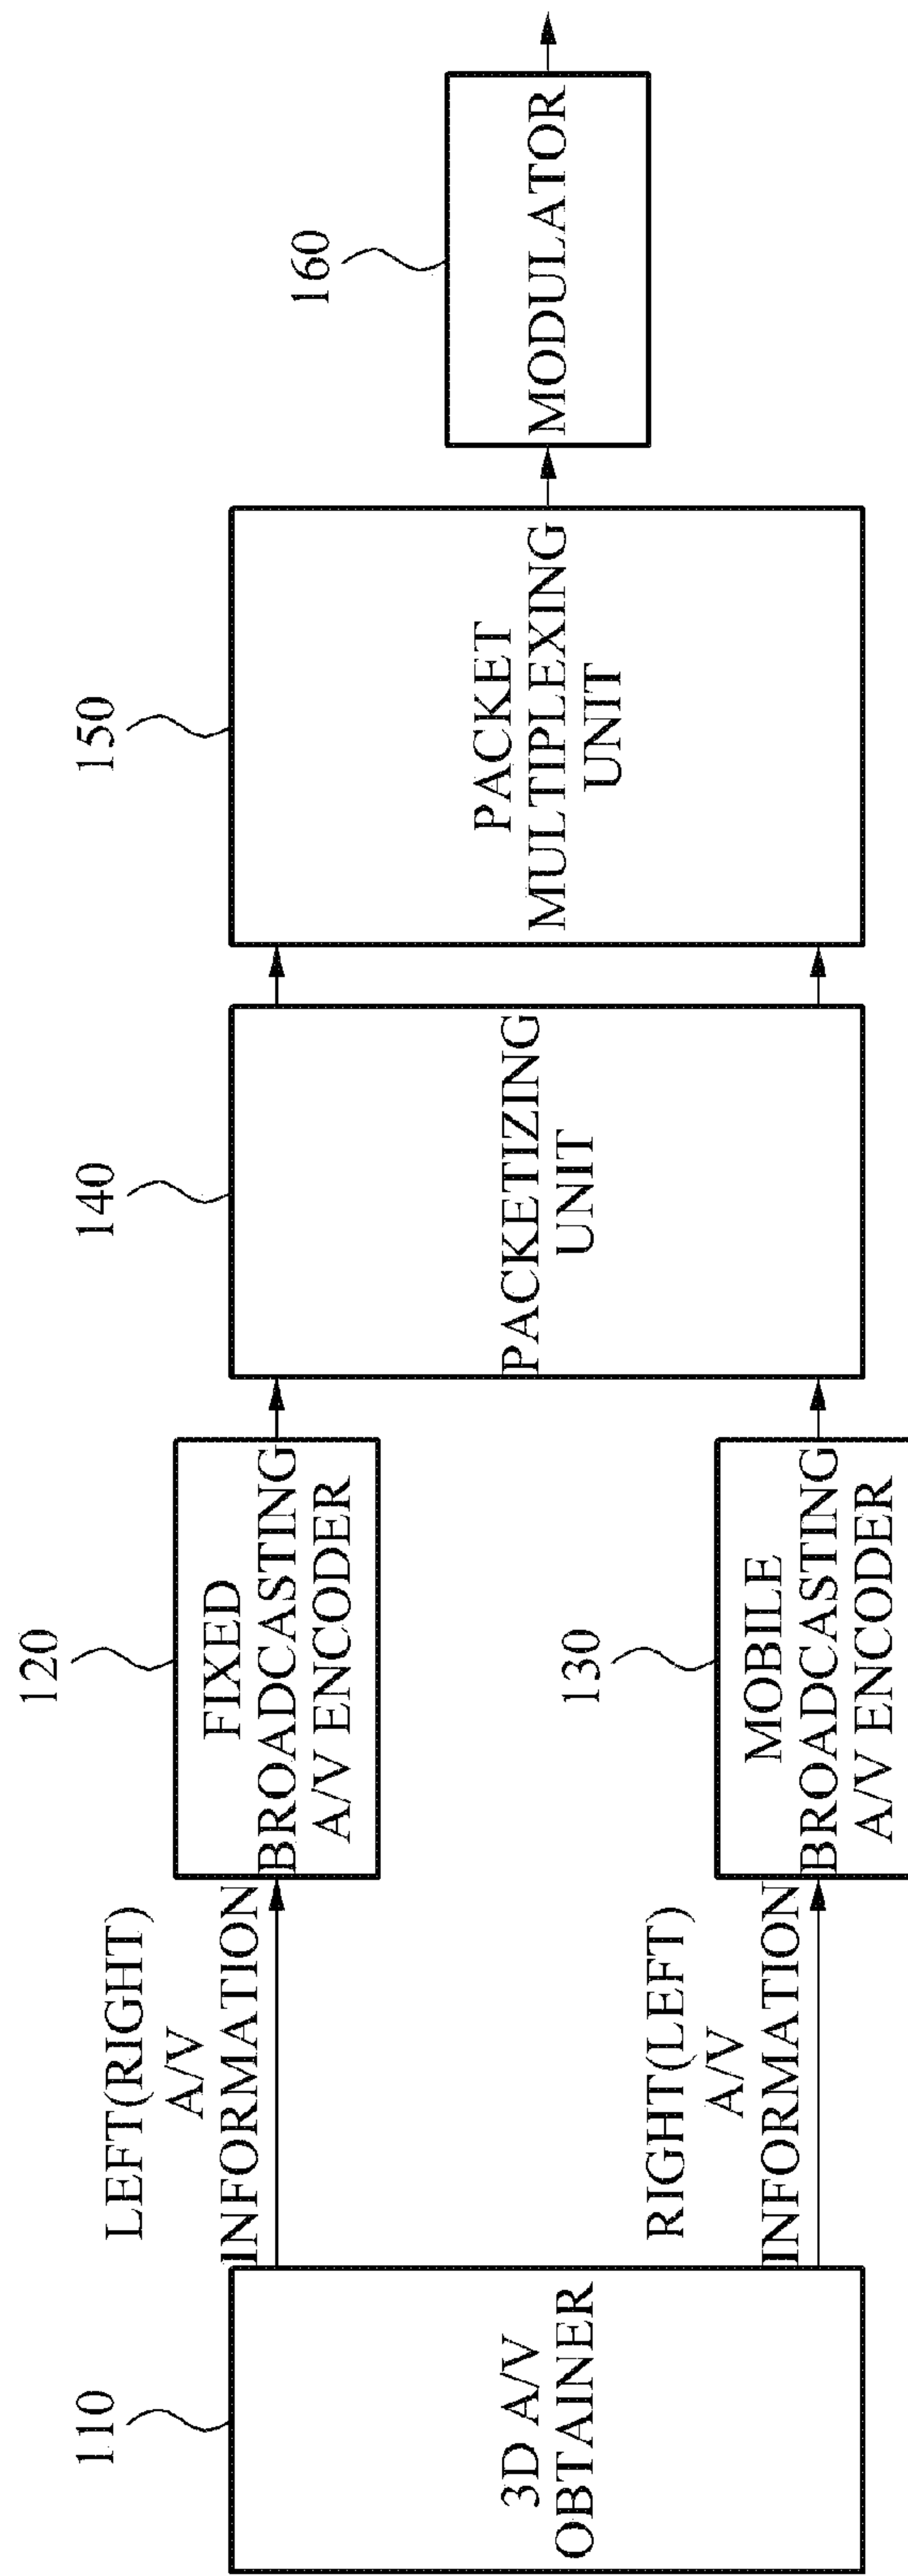 110
3D A/V
OBTAINER
LEFT(RIGHT)
A/V
INFORMATION
RIGHT(LEFT)
A/V
INFORMATION
120
FIXED
BROADCASTING
A/V ENCODER
130
MOBILE
BROADCASTING
A/V ENCODER
140
PACKETIZING
UNIT
150
PACKET
MULTIPLEXING
UNIT
160
MODULATOR